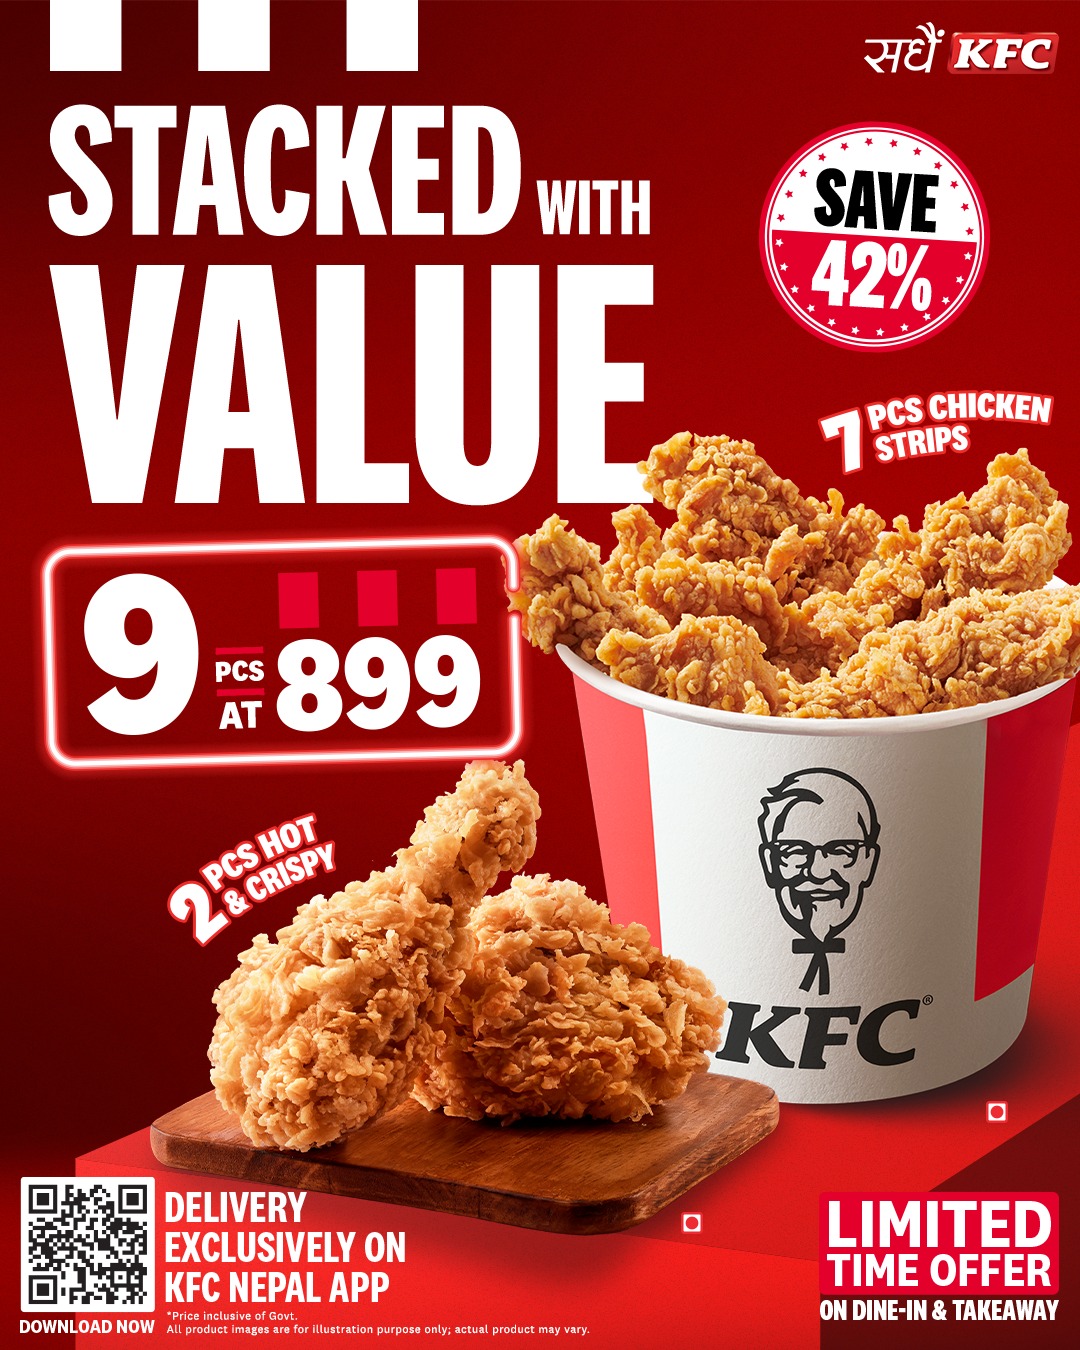 सधैं KFC
STACKED WITH
VALUE
SAVE
42%
7 PCS CHICKEN
STRIPS
9 PCS
AT 899
2 PCS HOT
& CRISPY
KFC®
DELIVERY
EXCLUSIVELY ON
KFC NEPAL APP
DOWNLOAD NOW
*Price inclusive of Govt.
All product images are for illustration purpose only; actual product may vary.
LIMITED
TIME OFFER
ON DINE-IN & TAKEAWAY